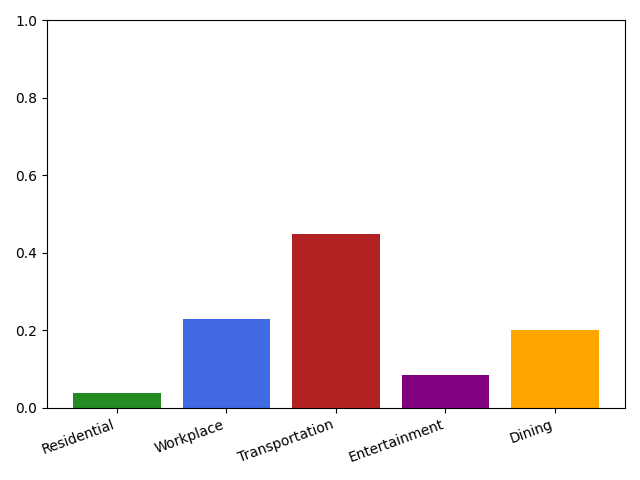 1.0
0.8
0.6
0.4
0.2
0.0
Residential
Workplace
Transportation
Entertainment
Dining